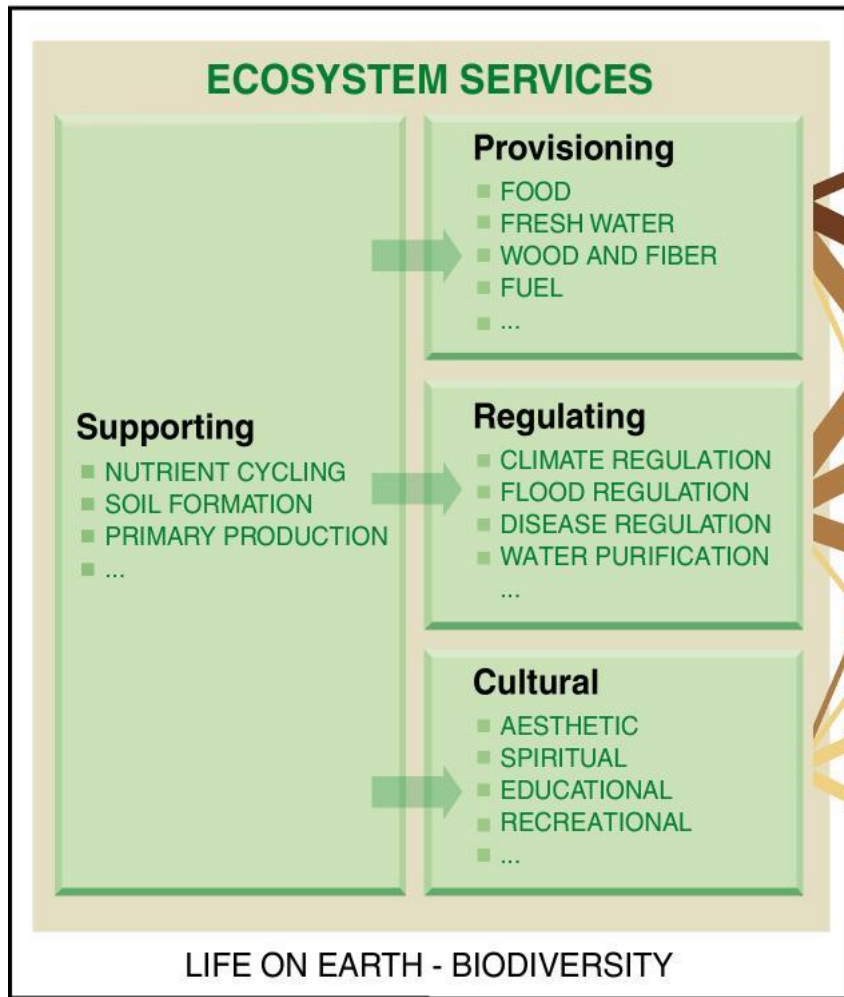 ECOSYSTEM SERVICES
Supporting
NUTRIENT CYCLING
SOIL FORMATION
PRIMARY PRODUCTION
...
Provisioning
FOOD
FRESH WATER
WOOD AND FIBER
FUEL
...
Regulating
CLIMATE REGULATION
FLOOD REGULATION
DISEASE REGULATION
WATER PURIFICATION
...
Cultural
AESTHETIC
SPIRITUAL
EDUCATIONAL
RECREATIONAL
...
LIFE ON EARTH - BIODIVERSITY